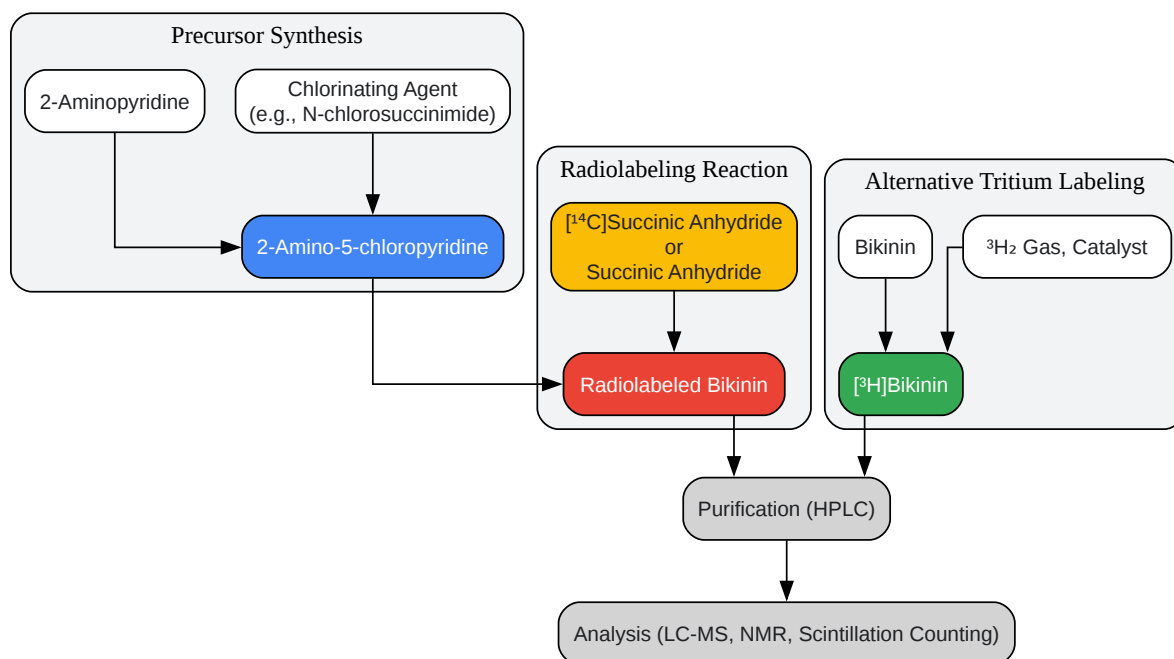 Precursor Synthesis
2-Aminopyridine
Chlorinating Agent
(e.g., N-chlorosuccinimide)
2-Amino-5-chloropyridine
Radiolabeling Reaction
[¹⁴C]Succinic Anhydride
or
Succinic Anhydride
Radiolabeled Bikinin
Alternative Tritium Labeling
Bikinin
³H₂ Gas, Catalyst
[³H]Bikinin
Purification (HPLC)
Analysis (LC-MS, NMR, Scintillation Counting)